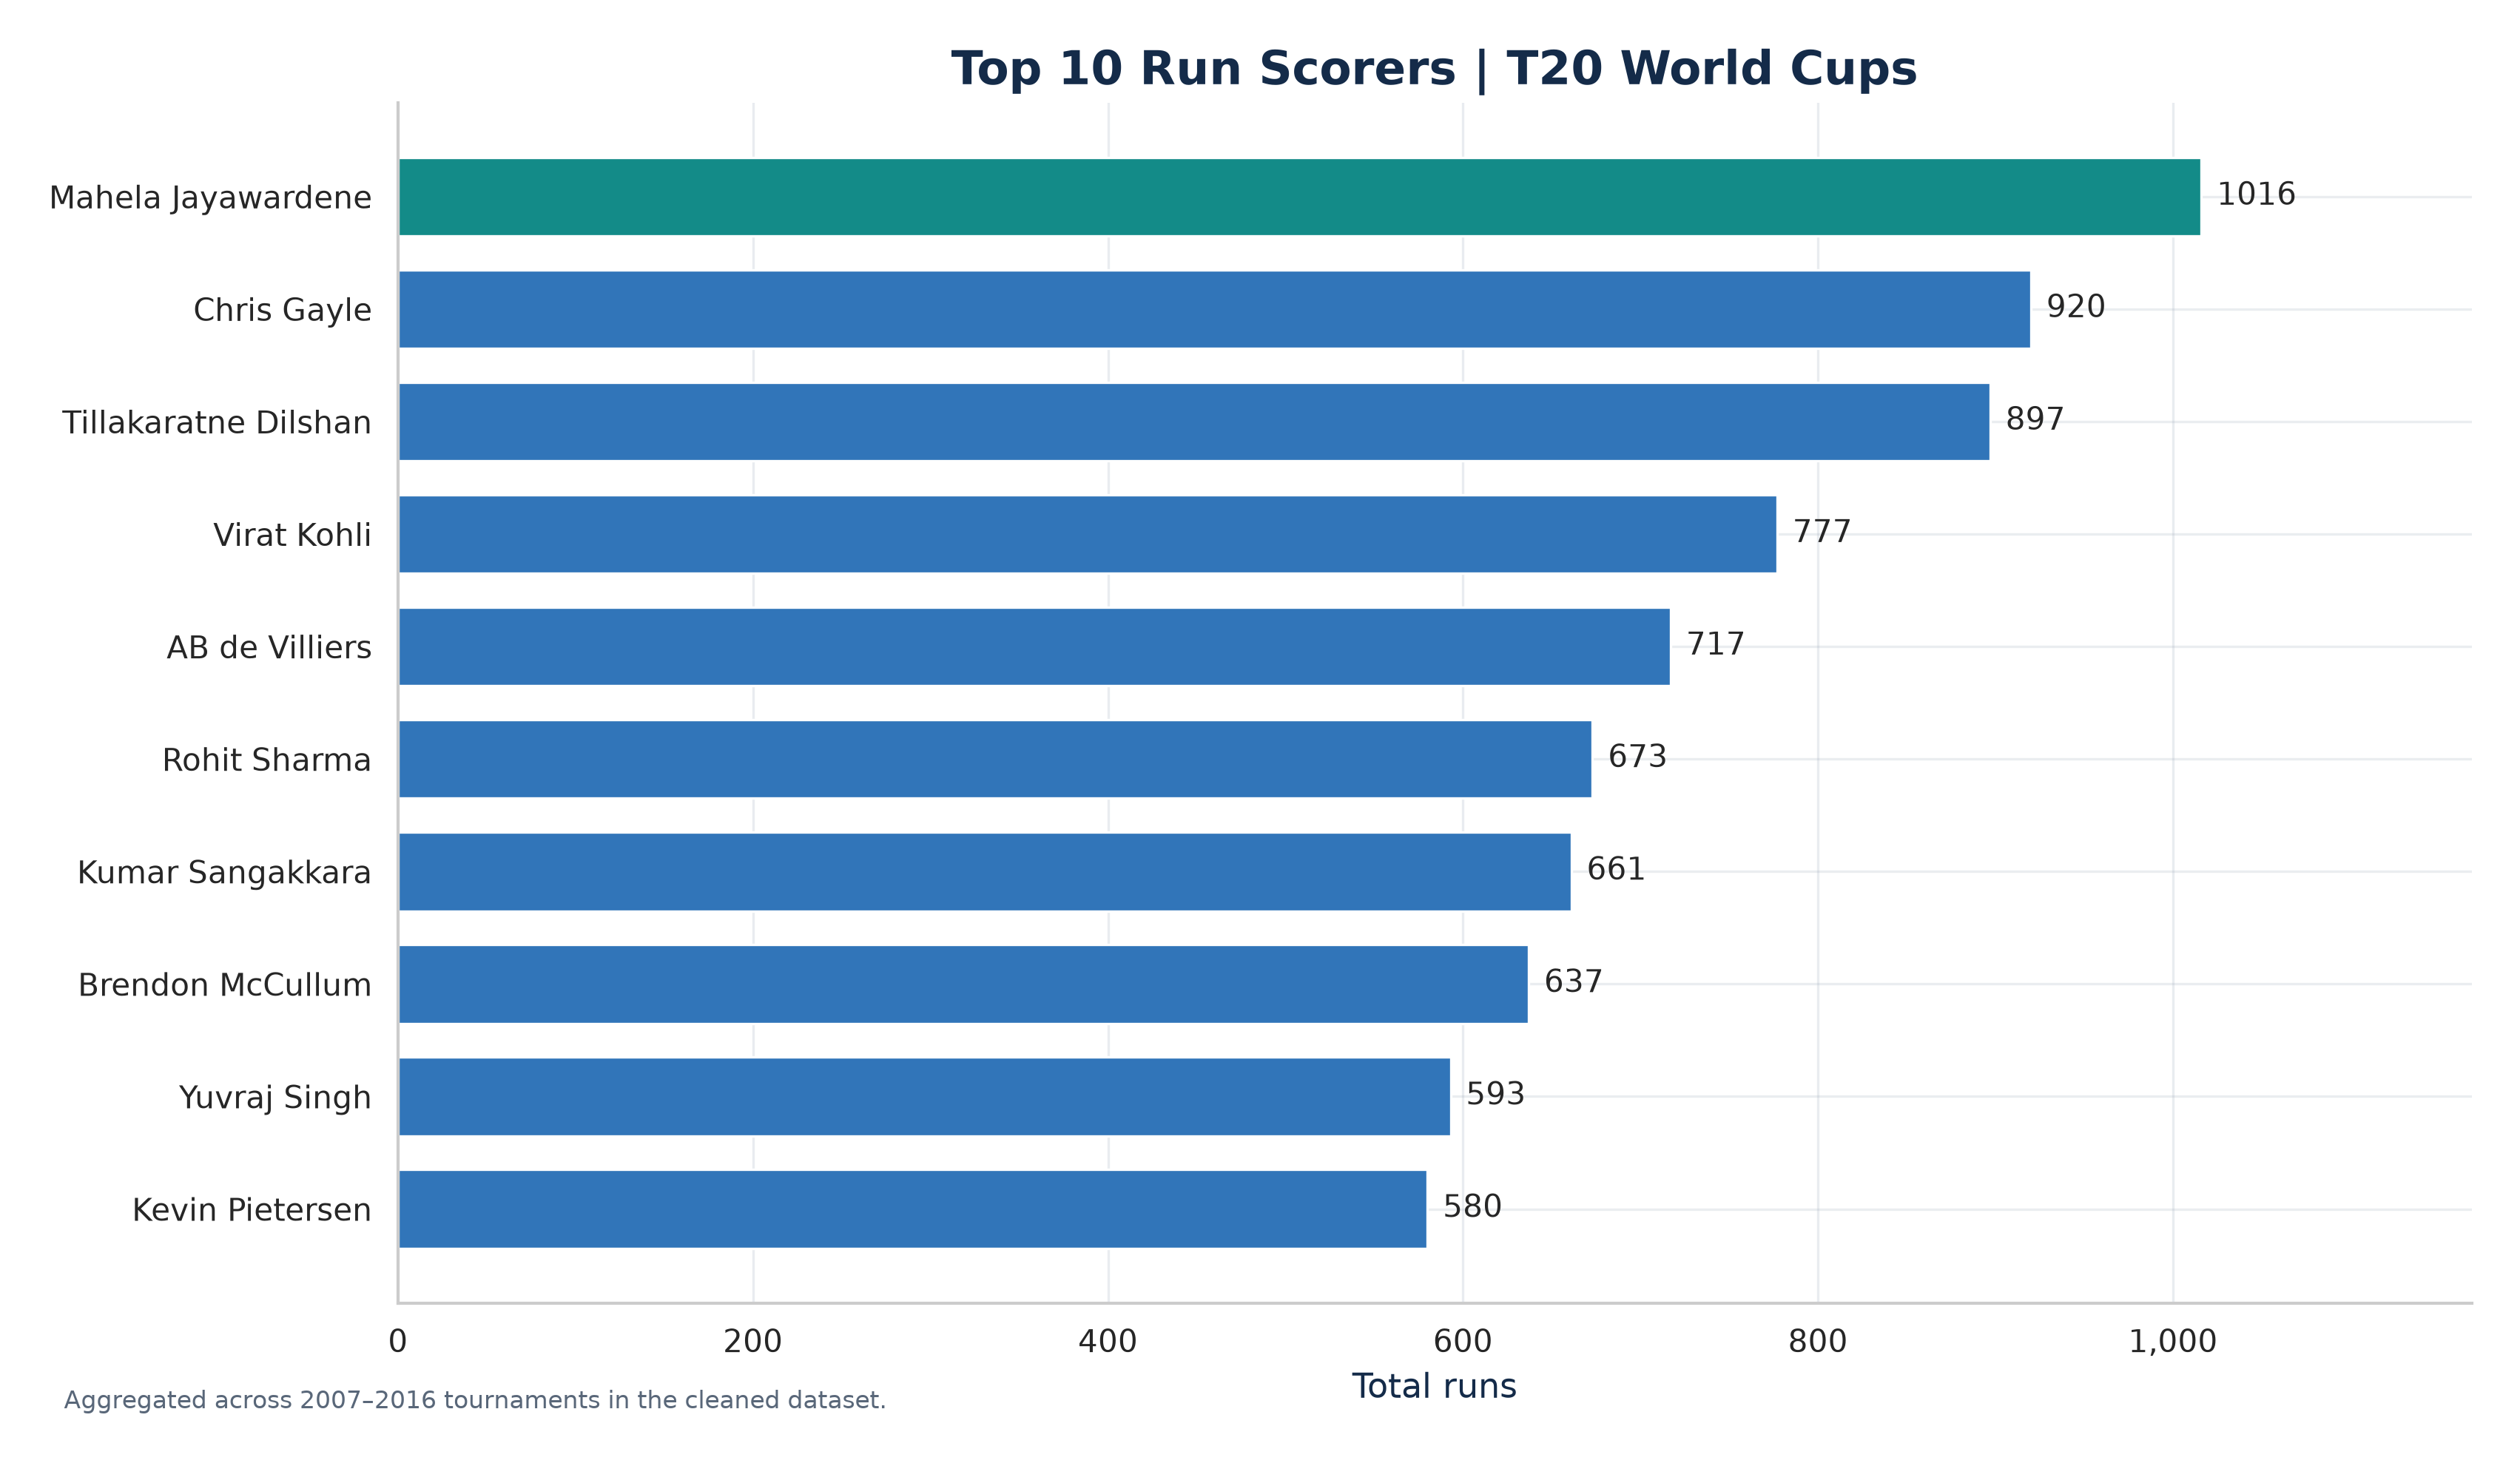 Top 10 Run Scorers | T20 World Cups
Mahela Jayawardene 1016
Chris Gayle 920
Tillakaratne Dilshan 897
Virat Kohli 777
AB de Villiers 717
Rohit Sharma 673
Kumar Sangakkara 661
Brendon McCullum 637
Yuvraj Singh 593
Kevin Pietersen 580
0 200 400 600 800 1,000
Total runs
Aggregated across 2007–2016 tournaments in the cleaned dataset.